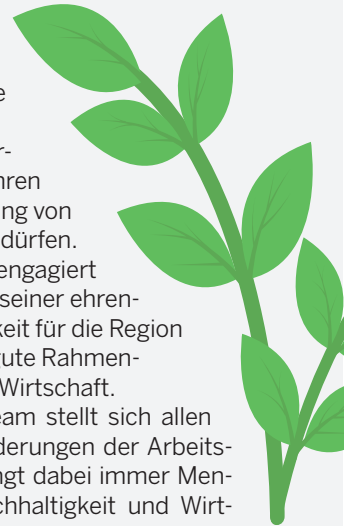 e
r-
hren
ng von
dürfen.
engagiert
seiner ehren-
keit für die Region
gute Rahmen-
Wirtschaft.
eam stellt sich allen
derungen der Arbeits-
ngt dabei immer Men-
chhaltigkeit und Wirt-